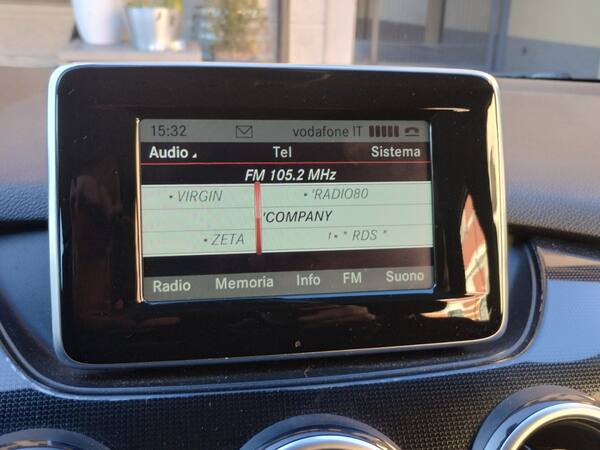 15:32 vodafone IT
Audio Tel Sistema
FM 105.2 MHz
• VIRGIN • 'RADIO80
'COMPANY
• ZETA 1• * RDS *
Radio Memoria Info FM Suono